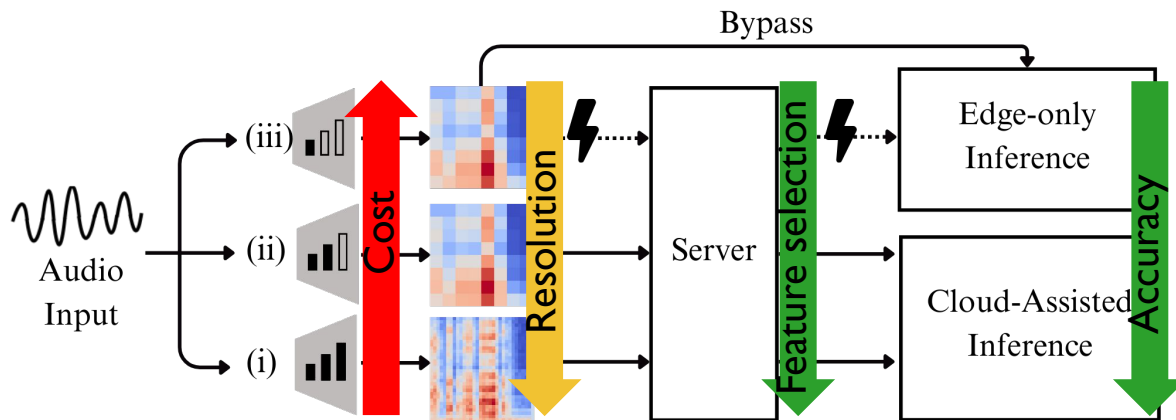 Bypass
(iii)
(ii)
(i)
Audio
Input
Cost
Resolution
Server
Feature selection
Edge-only
Inference
Cloud-Assisted
Inference
Accuracy